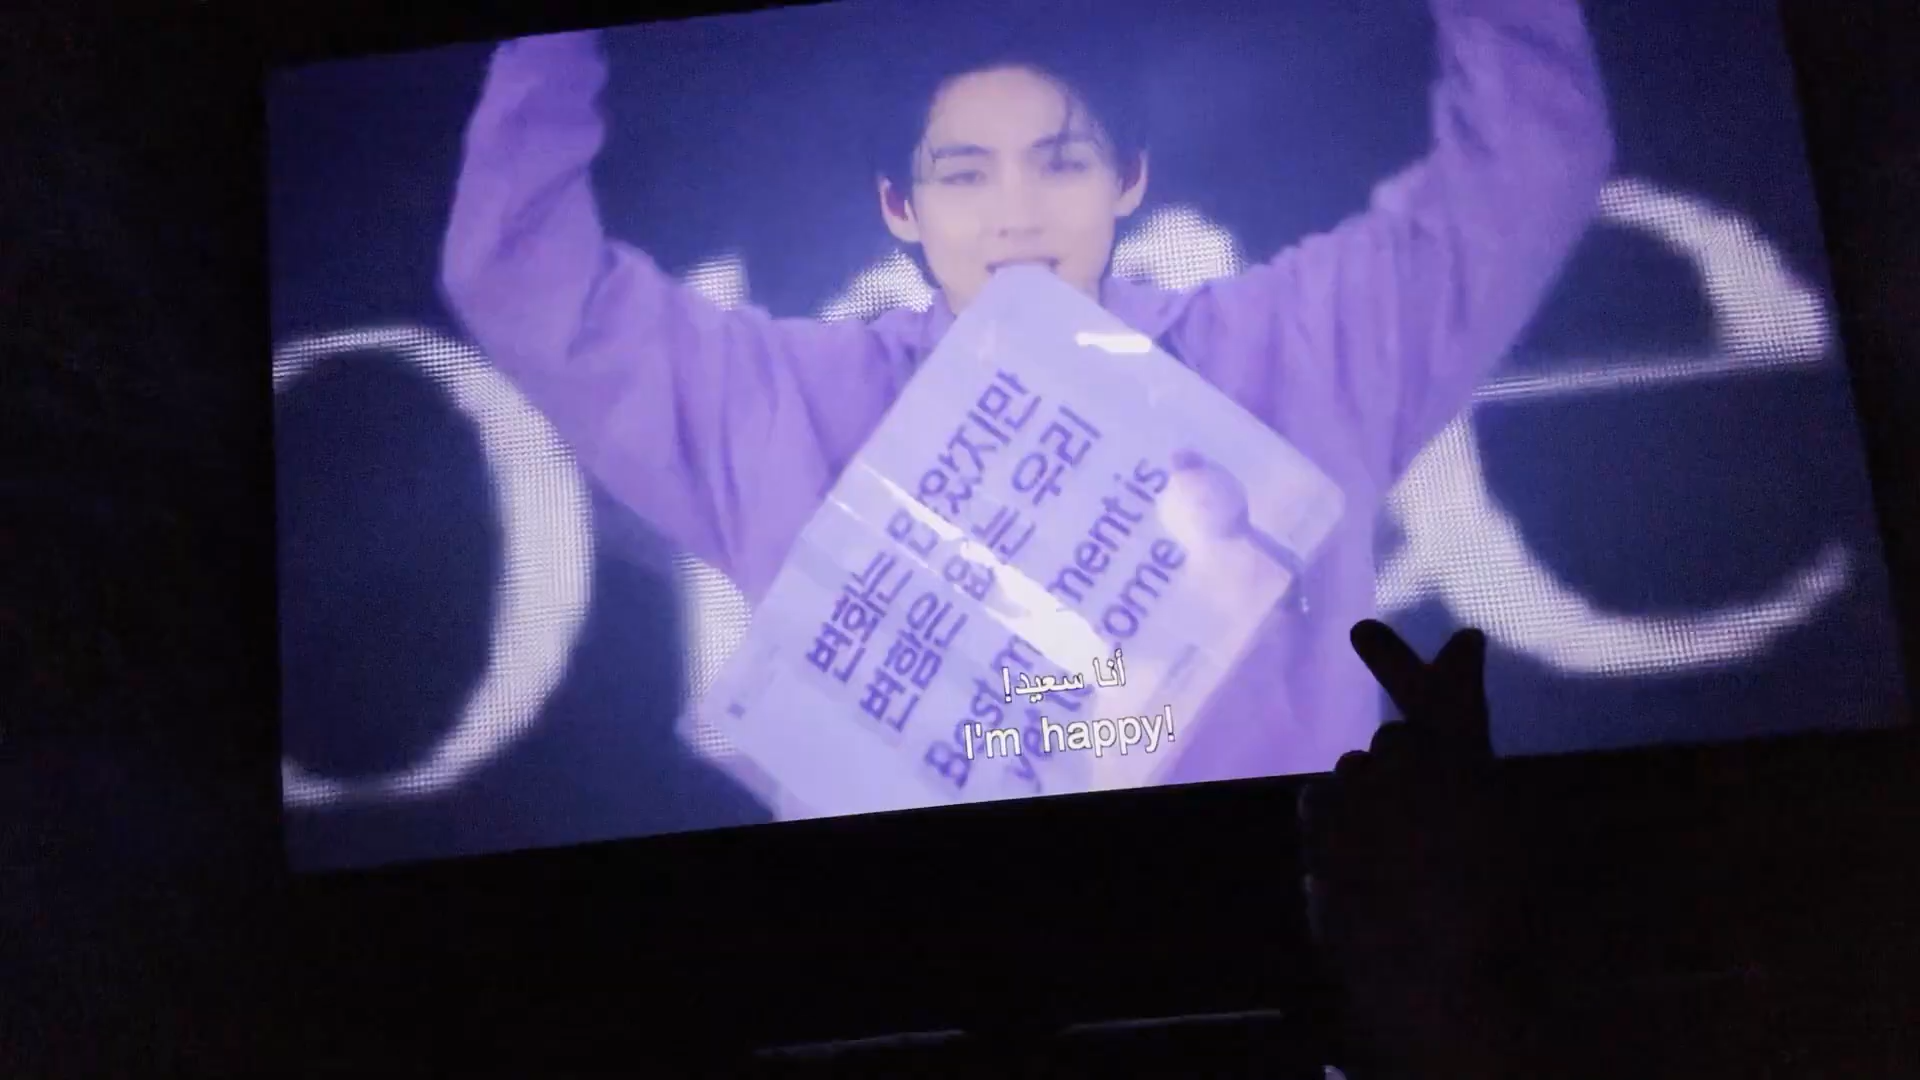 변화는 많았지만
변함은 없는 우리
Best moment is
yet to come
أنا سعيد!
I'm happy!